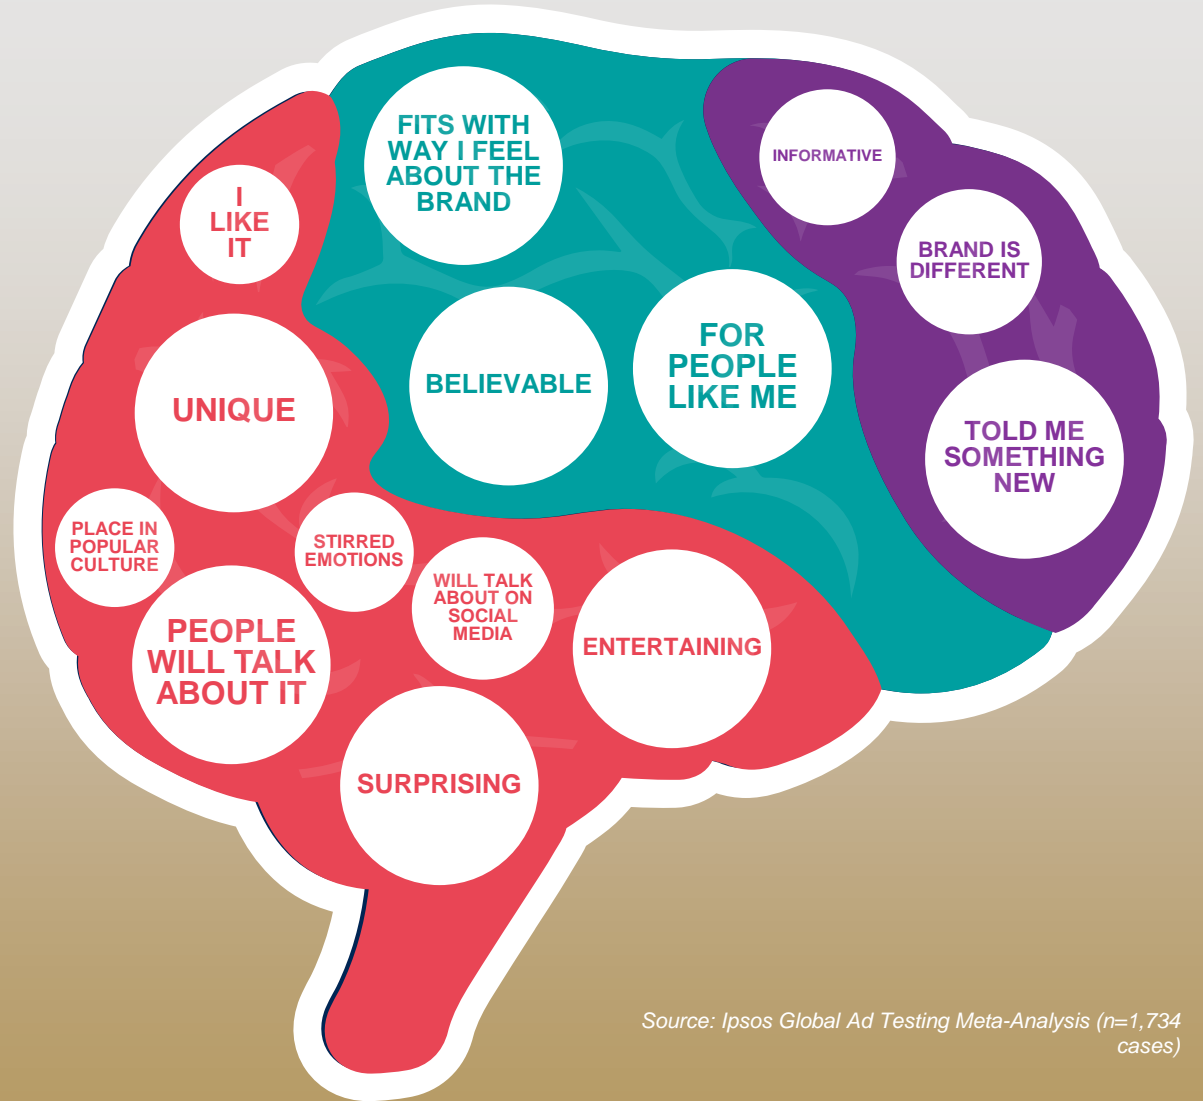 FITS WITH
WAY I FEEL
ABOUT THE
BRAND
INFORMATIVE
I
LIKE
IT
BRAND IS
DIFFERENT
FOR
PEOPLE
LIKE ME
BELIEVABLE
UNIQUE
TOLD ME
SOMETHING
NEW
PLACE IN
POPULAR
CULTURE
STIRRED
EMOTIONS
WILL TALK
ABOUT ON
SOCIAL
MEDIA
PEOPLE
WILL TALK
ABOUT IT
ENTERTAINING
SURPRISING
Source: Ipsos Global Ad Testing Meta-Analysis (n=1,734
cases)